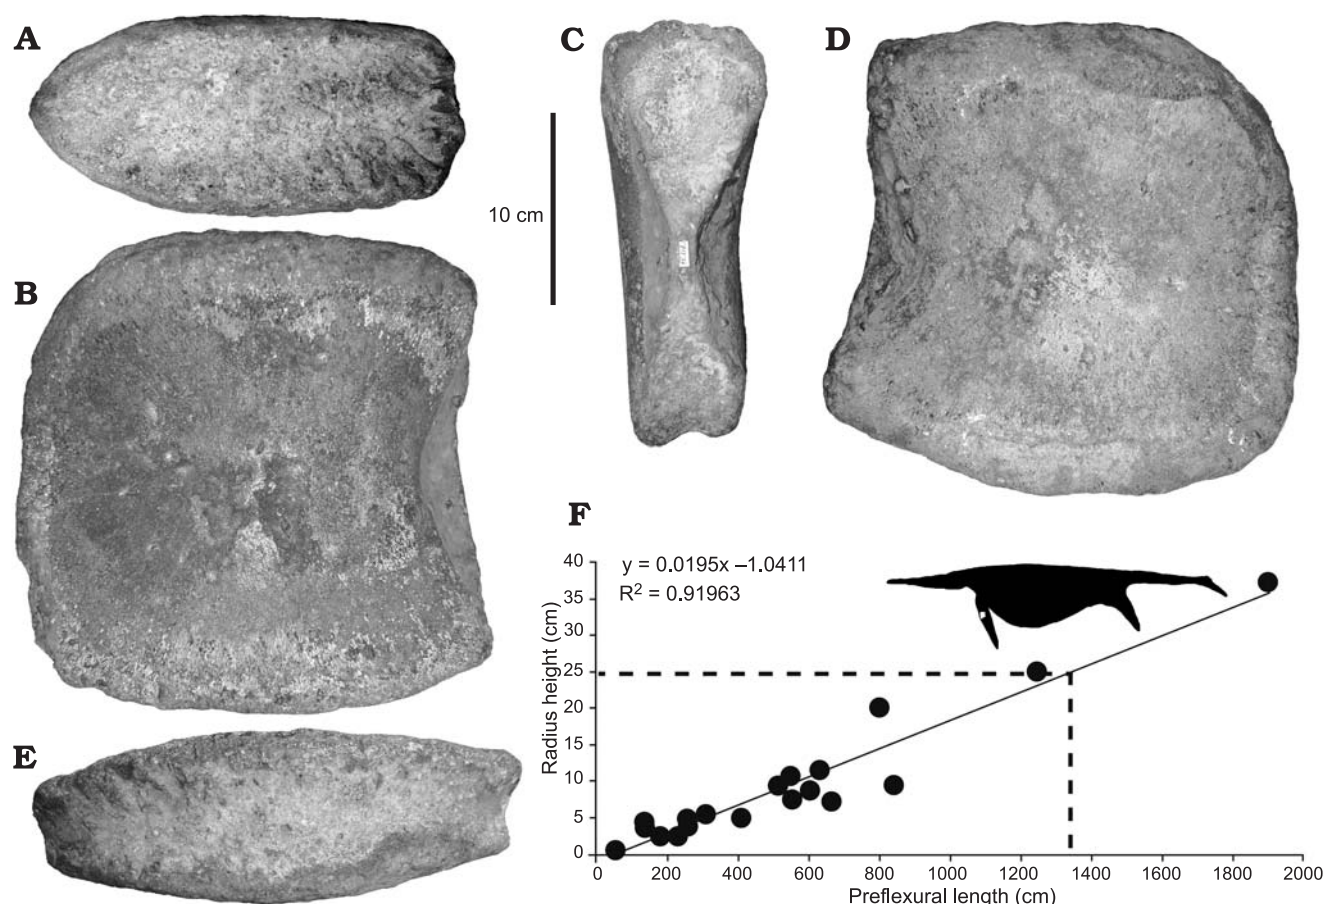 A
C
D
10 cm
B
F
y = 0.0195x –1.0411
R² = 0.91963
40
35
30
25
20
15
10
5
0
Radius height (cm)
E
0 200 400 600 800 1000 1200 1400 1600 1800 2000
Preflexural length (cm)